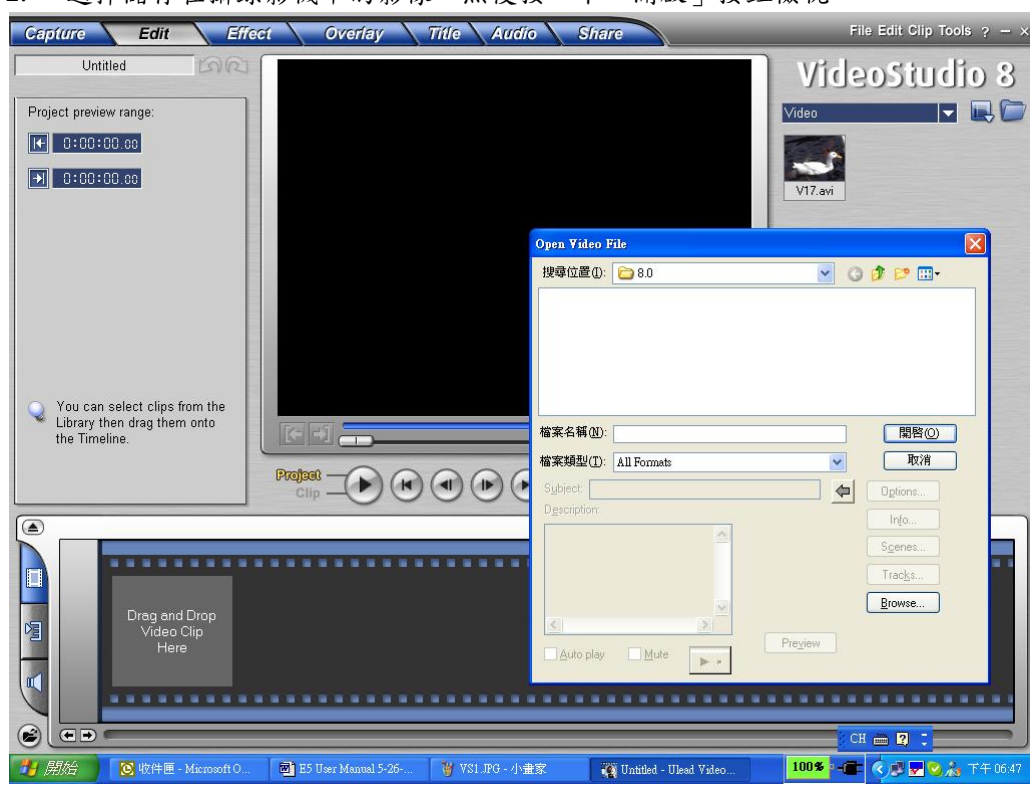 Capture Edit Effect Overlay Title Audio Share File Edit Clip Tools ? – ×
Untitled
VideoStudio 8
Project preview range:
0:00:00.00
0:00:00.00
Video
V17.avi
You can select clips from the
Library then drag them onto
the Timeline.
Project
Clip
Open Video File
搜尋位置(I): 8.0
檔案名稱(N):
開啓(O)
檔案類型(T): All Formats
取消
Subject:
Options...
Description:
Info...
Scenes...
Tracks...
Browse...
Preview
Auto play Mute
Drag and Drop
Video Clip
Here
CH
開始 收件匣 - Microsoft O... E5 User Manual 5-26-... VS1.JPG - 小畫家 Untitled - Ulead Video... 100% 下午 06:47